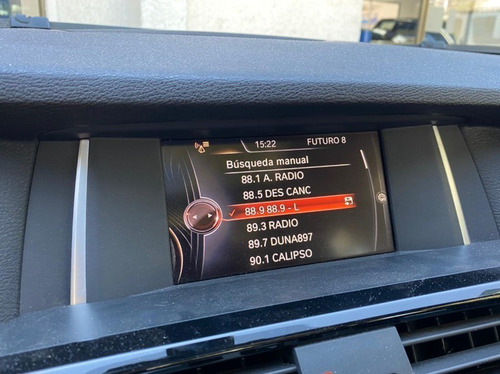 15:22 FUTURO 8
Búsqueda manual
88.1 A. RADIO
88.5 DES CANC
88.9 88.9 - L
89.3 RADIO
89.7 DUNA897
90.1 CALIPSO